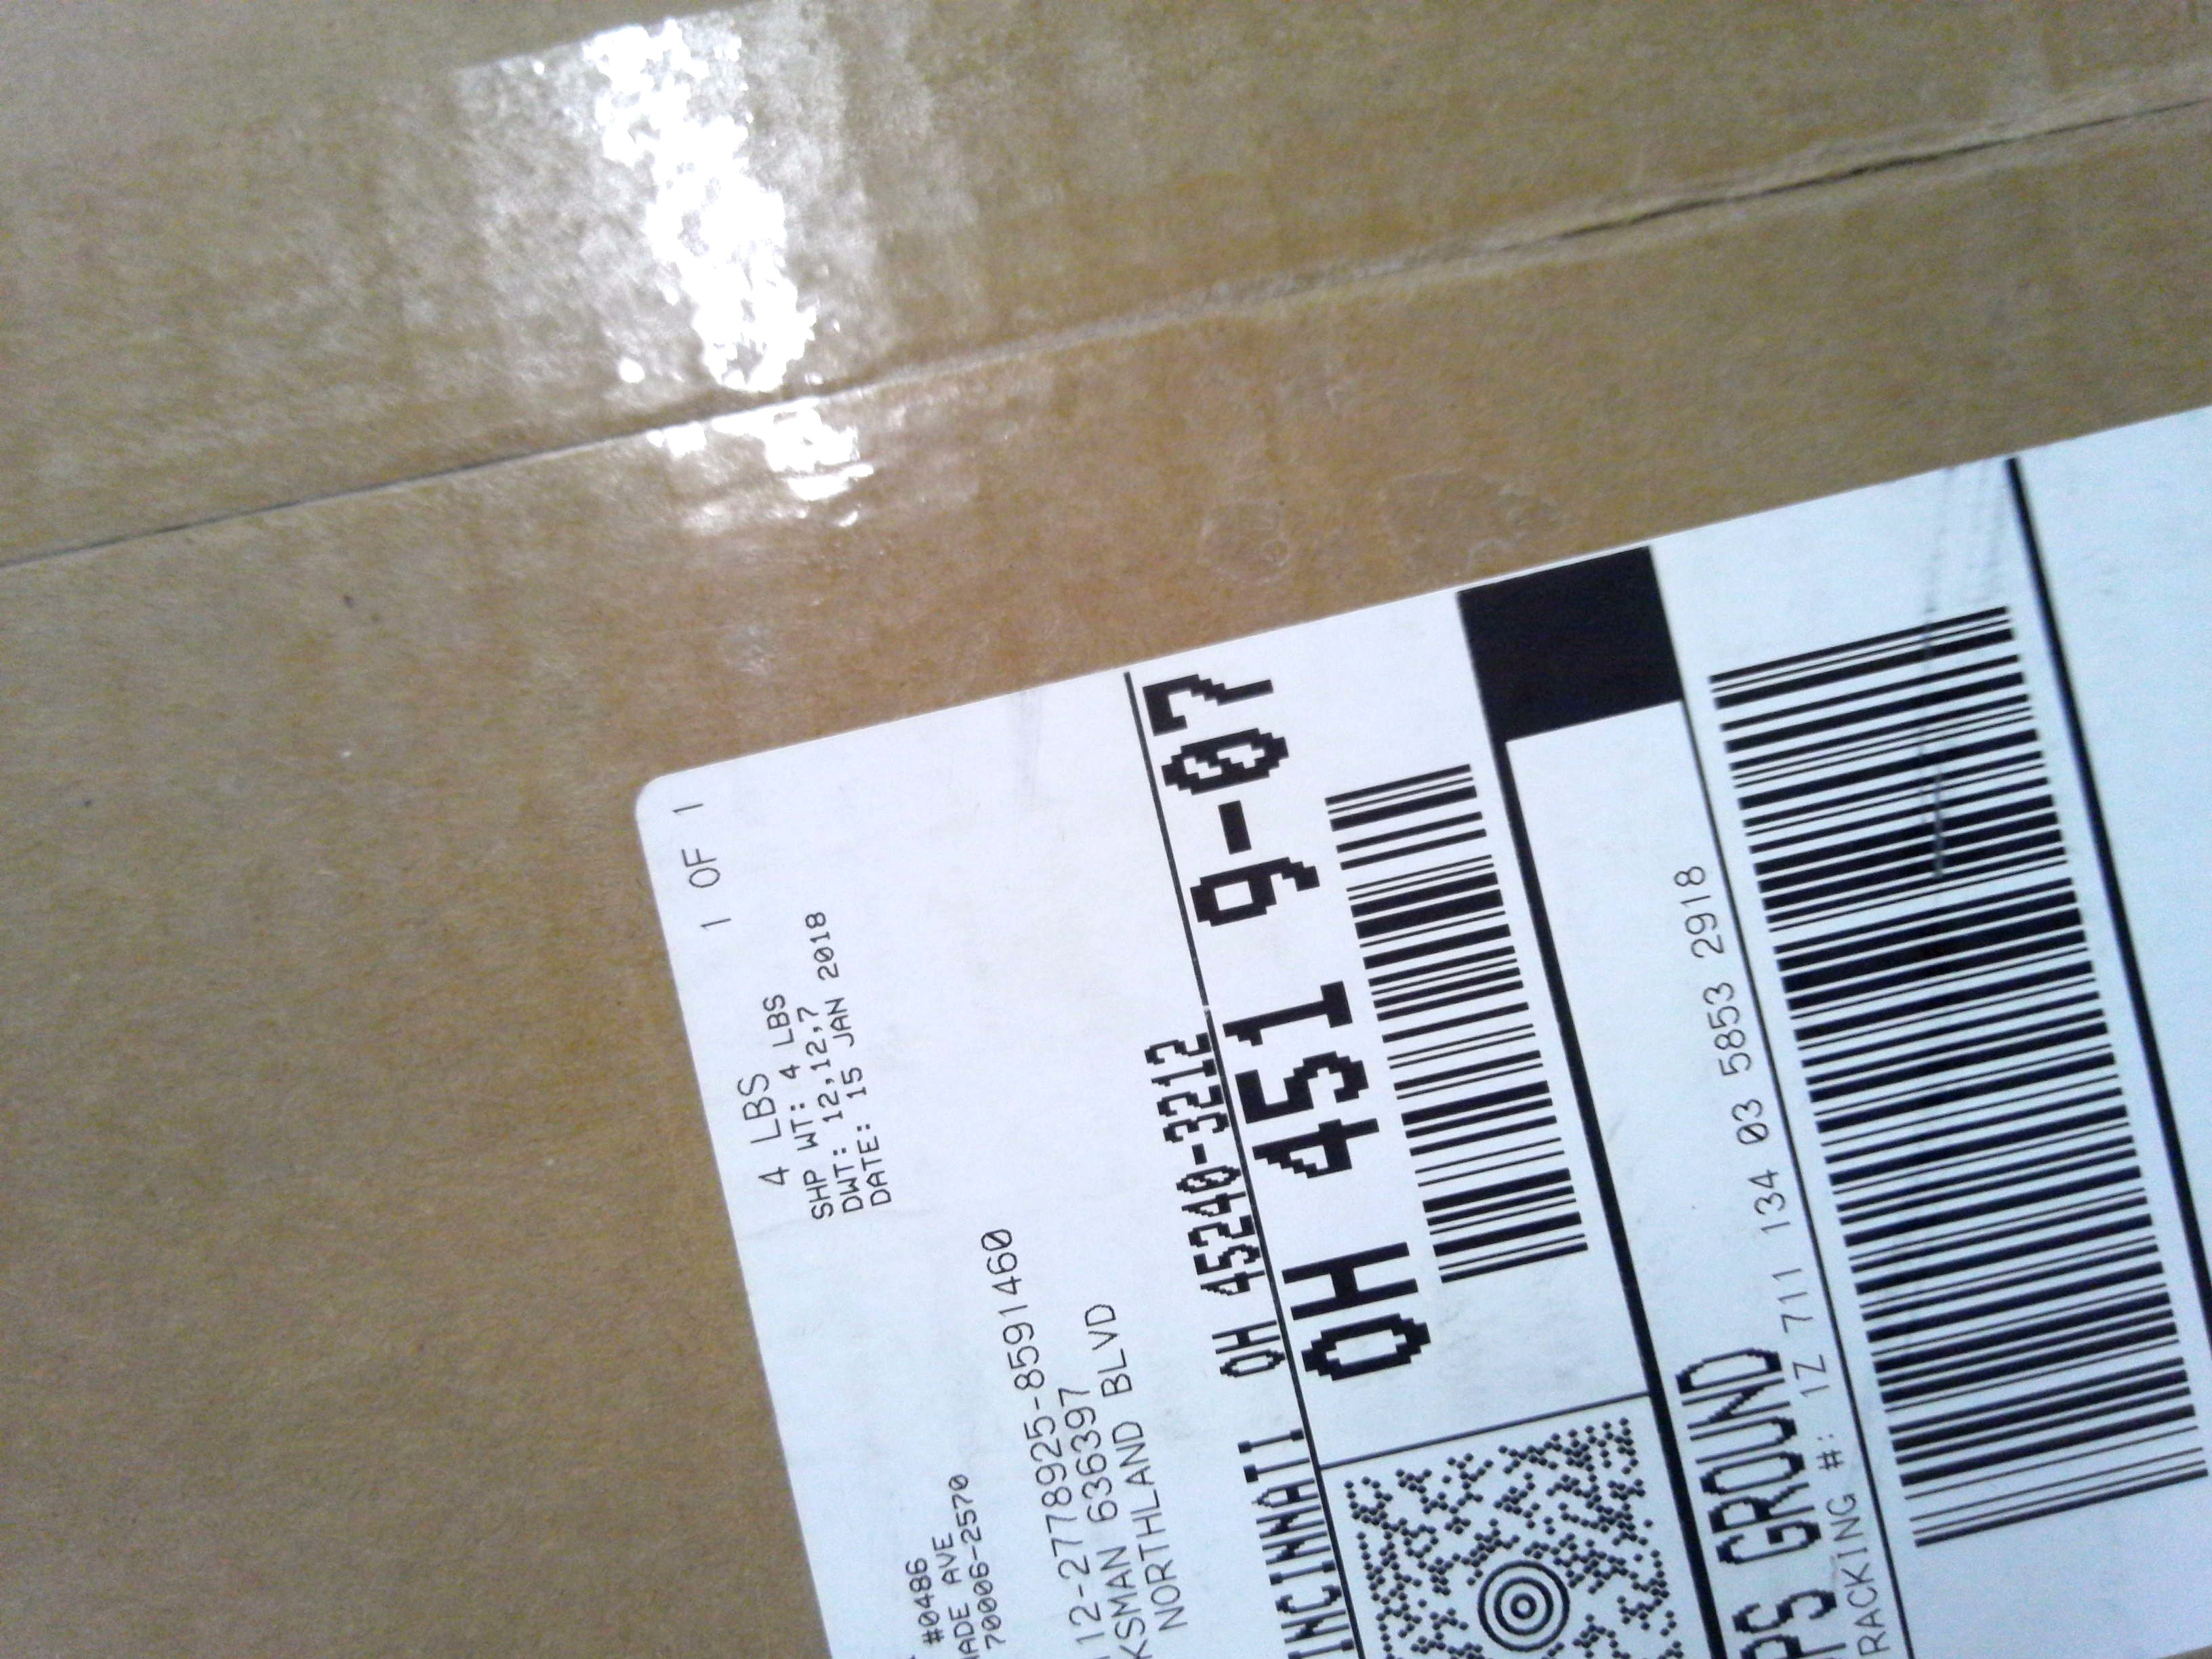 1 OF 1
4 LBS
SHP WT: 4 LBS
DWT: 12,12,7
DATE: 15 JAN 2018
#0486
ADE AVE
70006-2570
12-2778925-8591460
KSMAN 636397
NORTHLAND BLVD
INCINNATI OH 45240-3212
OH 451 9-07
PS GROUND
RACKING #: 1Z 711 134 03 5853 2918